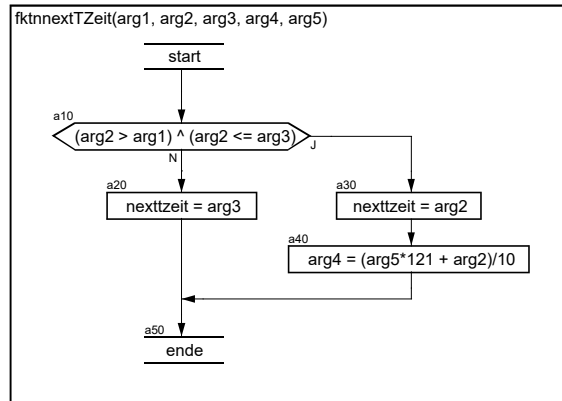 fktnnextTZeit(arg1, arg2, arg3, arg4, arg5)
start
a10
(arg2 > arg1) ^ (arg2 <= arg3)
N
J
a20
nexttzeit = arg3
a30
nexttzeit = arg2
a40
arg4 = (arg5*121 + arg2)/10
a50
ende